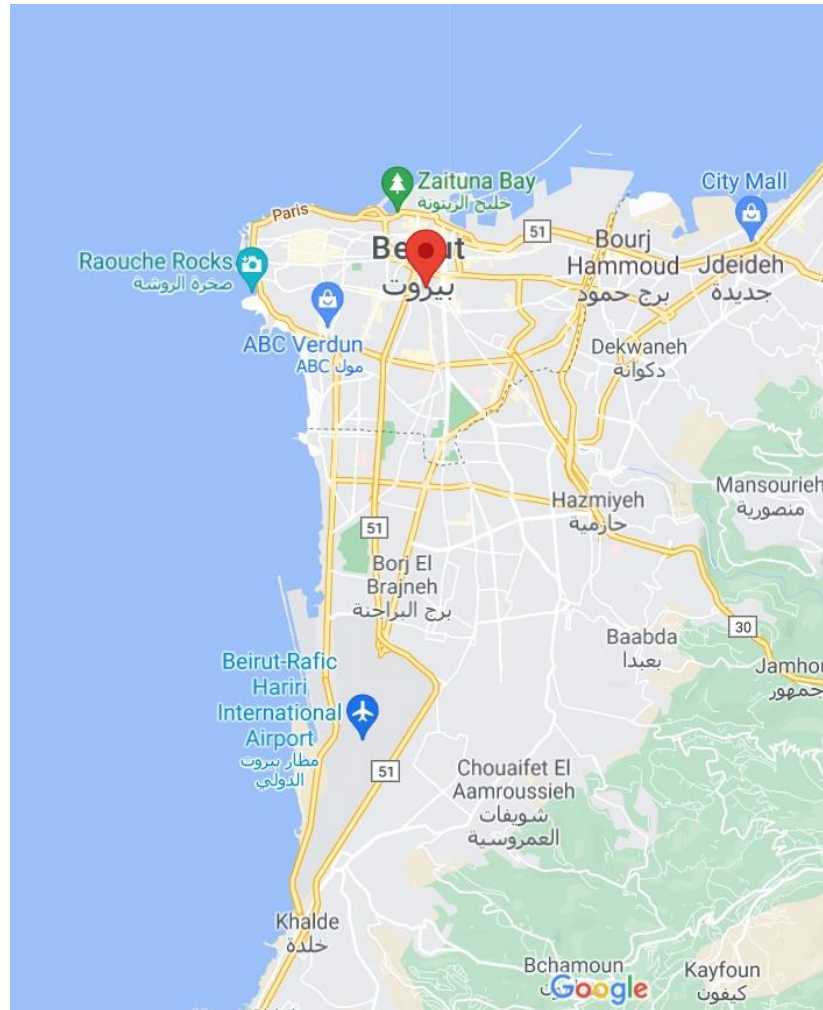 Zaituna Bay
خليج الزيتونة
City Mall
Paris
51
Bourj
Hammoud
برج حمود
Jdeideh
جديدة
Raouche Rocks
صخرة الروشة
بيروت
ABC Verdun
مول ABC
Dekwaneh
دكوانة
Mansourieh
منصورية
Hazmiyeh
حازمية
51
Borj El
Brajneh
برج البراجنة
30
Baabda
بعبدا
Beirut-Rafic
Hariri
International
Airport
مطار بيروت
الدولي
51
Chouaifet El
Aamroussieh
شويفات
العمروسية
Khalde
خلدة
Bchamoun
Google
Kayfoun
كيفون